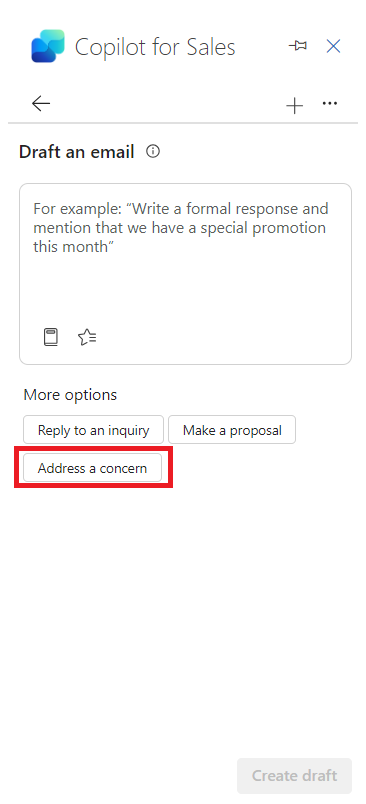 Copilot for Sales
Draft an email
For example: “Write a formal response and
mention that we have a special promotion
this month”
More options
Reply to an inquiry
Make a proposal
Address a concern
Create draft